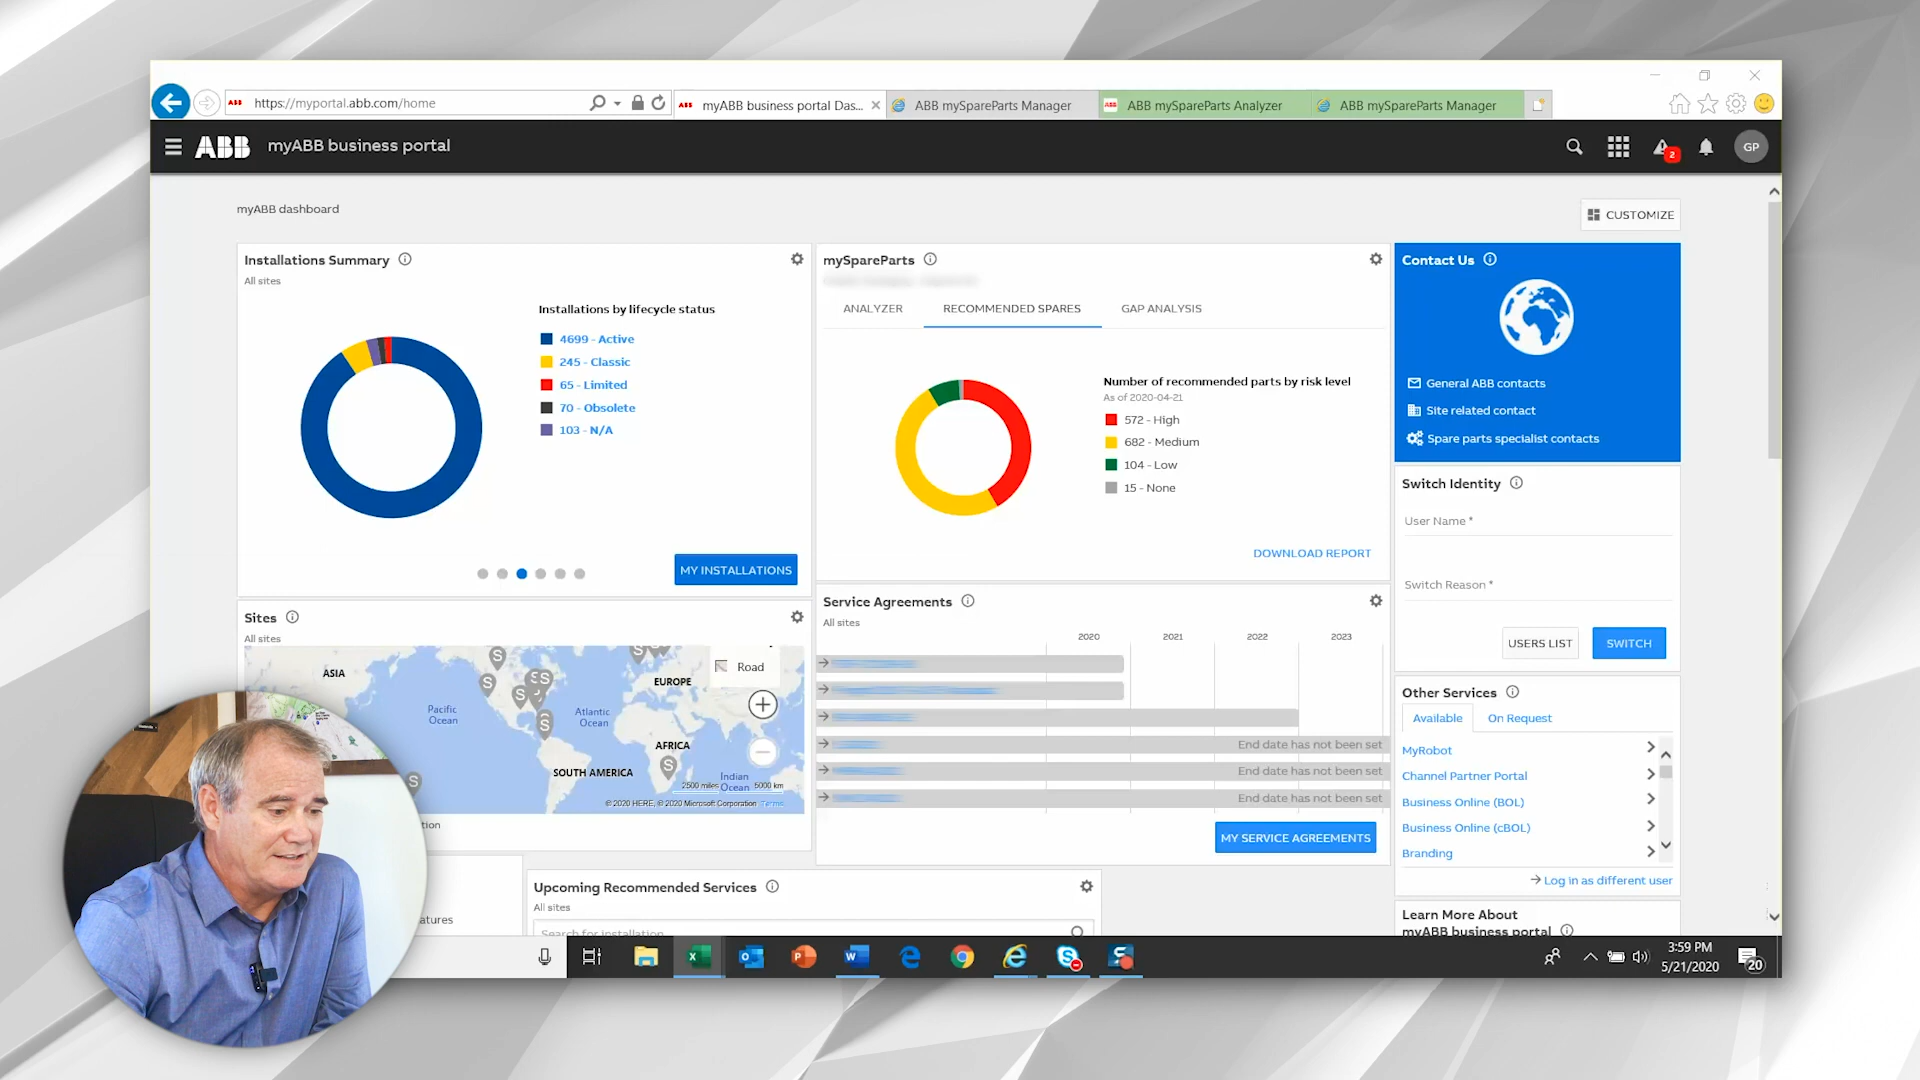 ABB
https://myportal.abb.com/home
ABB
myABB business portal Das...
ABB mySpareParts Manager
ABB
ABB mySpareParts Analyzer
ABB mySpareParts Manager
ABB
myABB business portal
2
GP
myABB dashboard
CUSTOMIZE
Installations Summary
All sites
Installations by lifecycle status
4699 - Active
245 - Classic
65 - Limited
70 - Obsolete
103 - N/A
MY INSTALLATIONS
mySpareParts
ANALYZER
RECOMMENDED SPARES
GAP ANALYSIS
Number of recommended parts by risk level
As of 2020-04-21
572 - High
682 - Medium
104 - Low
15 - None
DOWNLOAD REPORT
Contact Us
General ABB contacts
Site related contact
Spare parts specialist contacts
Switch Identity
User Name *
Switch Reason *
USERS LIST
SWITCH
Sites
All sites
Road
ASIA
EUROPE
Pacific
Ocean
Atlantic
Ocean
AFRICA
SOUTH AMERICA
Indian
Ocean
2500 miles
5000 km
© 2020 HERE, © 2020 Microsoft Corporation Terms
tion
Service Agreements
All sites
2020
2021
2022
2023
End date has not been set
End date has not been set
End date has not been set
MY SERVICE AGREEMENTS
Other Services
Available
On Request
MyRobot
Channel Partner Portal
Business Online (BOL)
Business Online (cBOL)
Branding
Log in as different user
Learn More About
myABB business portal
atures
Upcoming Recommended Services
All sites
Search for installation
3:59 PM
5/21/2020
20